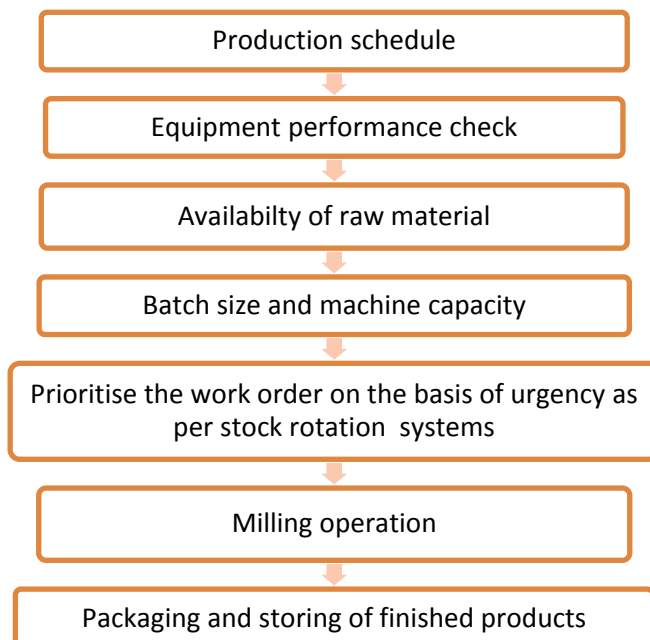 Production schedule
Equipment performance check
Availabilty of raw material
Batch size and machine capacity
Prioritise the work order on the basis of urgency as
per stock rotation systems
Milling operation
Packaging and storing of finished products